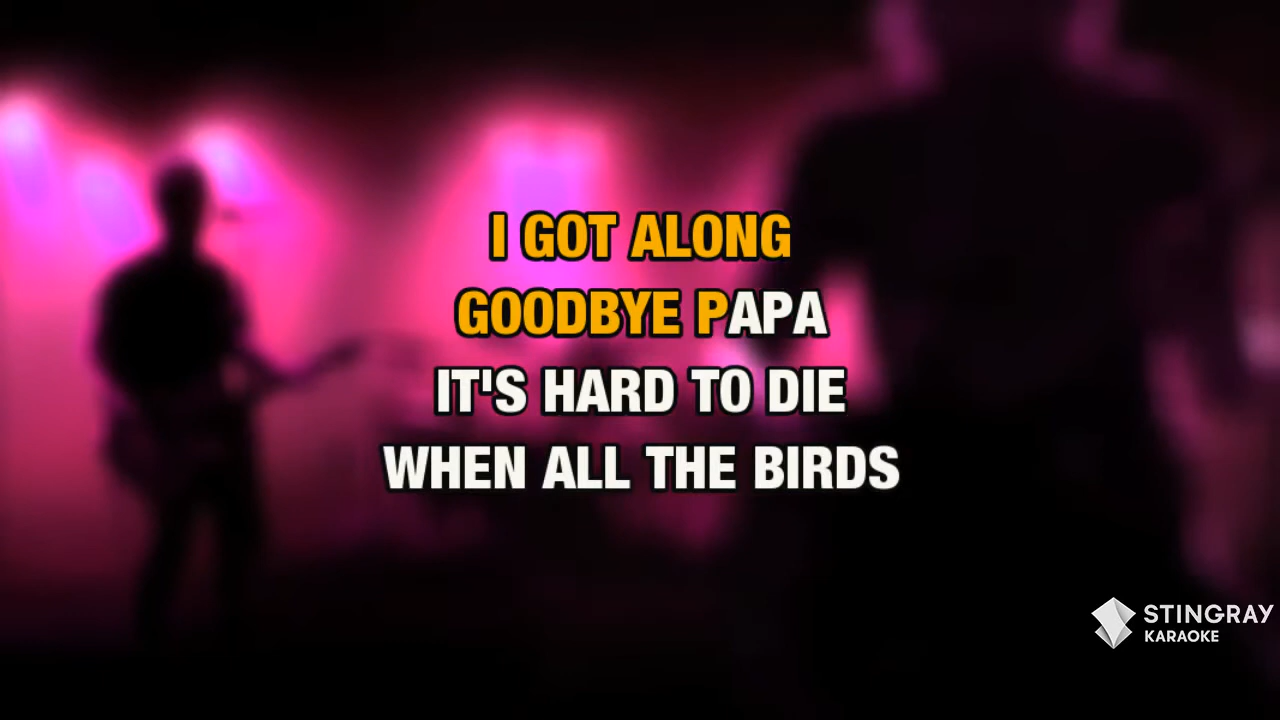 I GOT ALONG
GOODBYE PAPA
IT'S HARD TO DIE
WHEN ALL THE BIRDS
STINGRAY
KARAOKE